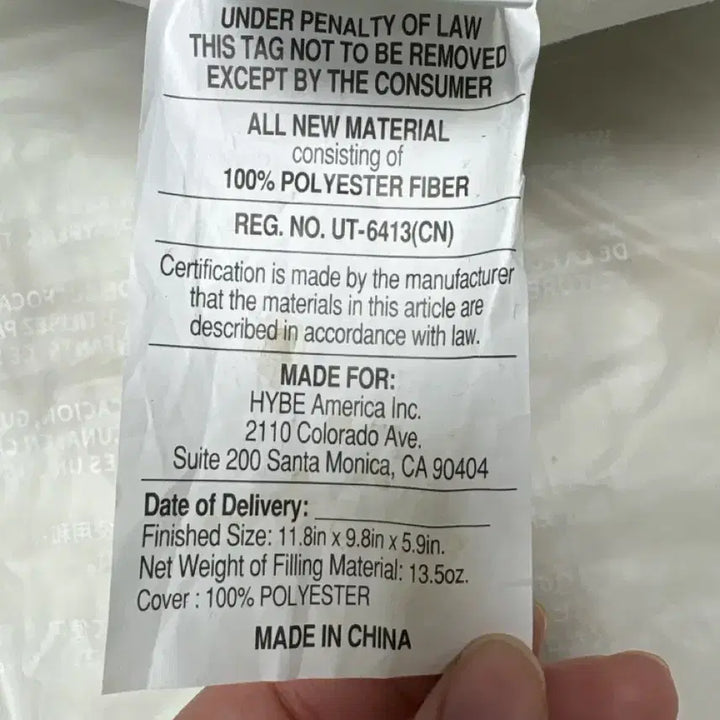 UNDER PENALTY OF LAW
THIS TAG NOT TO BE REMOVED
EXCEPT BY THE CONSUMER
ALL NEW MATERIAL
consisting of
100% POLYESTER FIBER
REG. NO. UT-6413(CN)
Certification is made by the manufacturer
that the materials in this article are
described in accordance with law.
MADE FOR:
HYBE America Inc.
2110 Colorado Ave.
Suite 200 Santa Monica, CA 90404
Date of Delivery:
Finished Size: 11.8in x 9.8in x 5.9in.
Net Weight of Filling Material: 13.5oz.
Cover : 100% POLYESTER
MADE IN CHINA